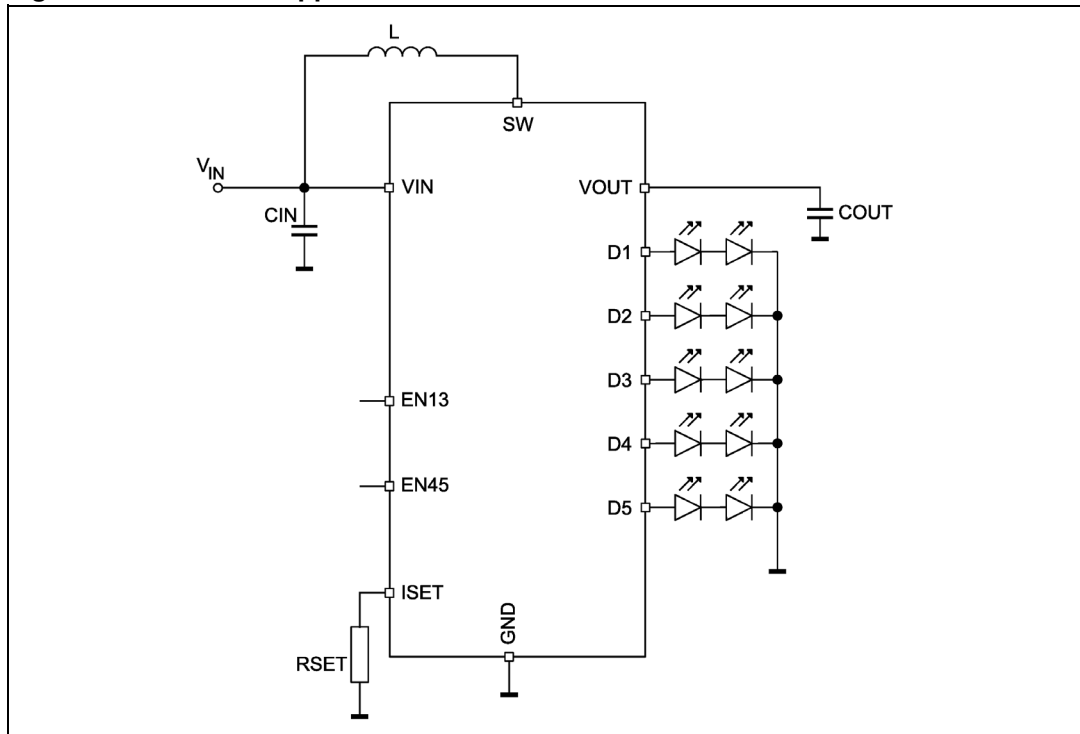 L
SW
VIN
VIN
VOUT
CIN
COUT
D1
D2
D3
D4
EN13
EN45
D5
ISET
RSET
GND